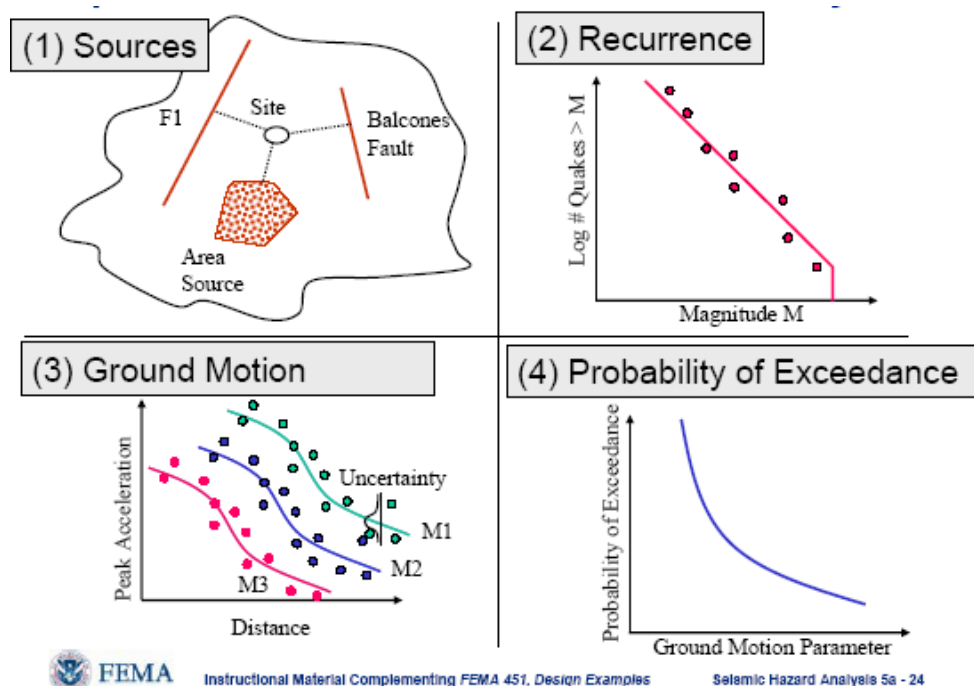 (1) Sources
F1
Site
Balcones
Fault
Area
Source
(2) Recurrence
Log # Quakes > M
Magnitude M
(3) Ground Motion
Peak Acceleration
Uncertainty
M1
M2
M3
Distance
(4) Probability of Exceedance
Probability of Exceedance
Ground Motion Parameter
FEMA
Instructional Material Complementing FEMA 451, Design Examples
Seismic Hazard Analysis 5a - 24